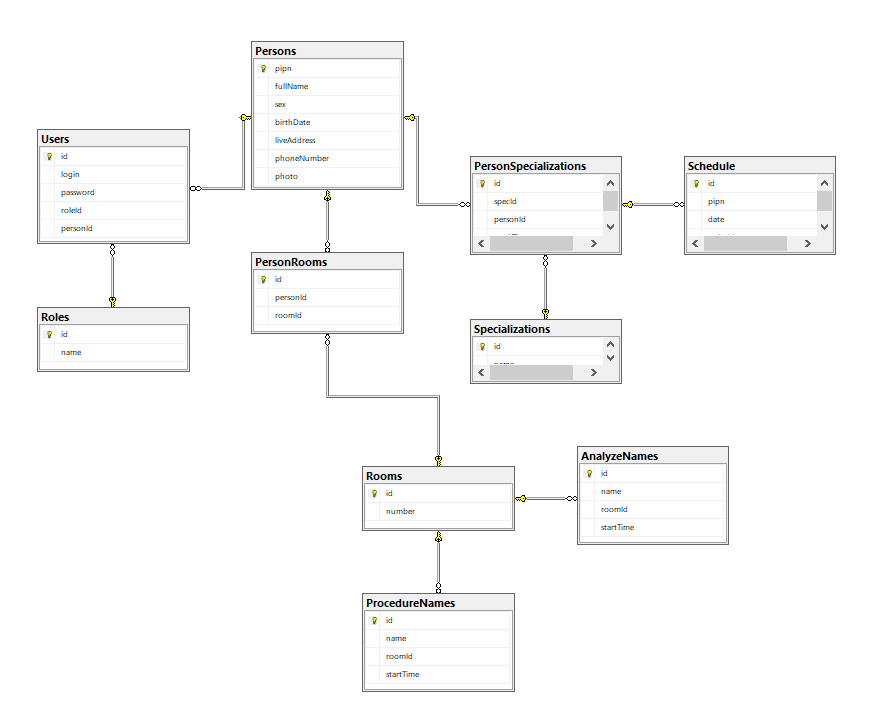 Persons
pipn
fullName
sex
birthDate
liveAddress
phoneNumber
photo
Users
id
login
password
roleId
personId
PersonSpecializations
id
specId
personId
Schedule
id
pipn
date
PersonRooms
id
personId
roomId
Roles
id
name
Specializations
id
Rooms
id
number
AnalyzeNames
id
name
roomId
startTime
ProcedureNames
id
name
roomId
startTime